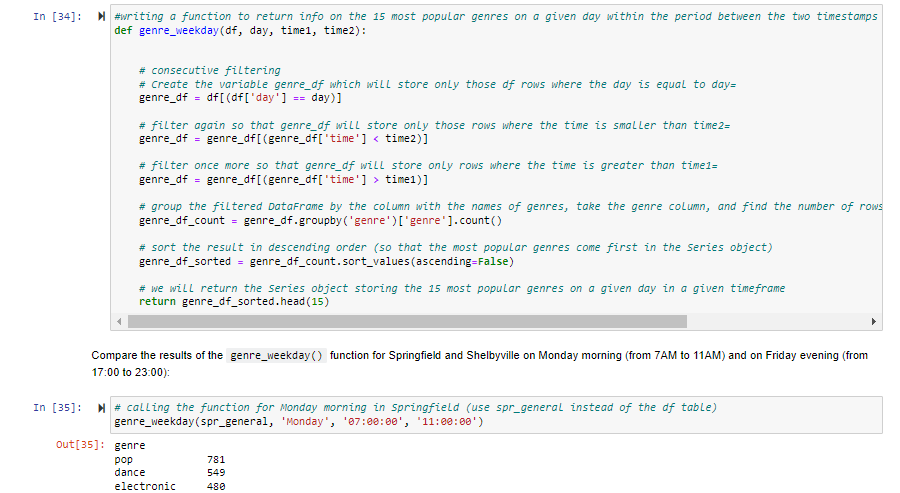 In [34]: #writing a function to return info on the 15 most popular genres on a given day within the period between the two timestamps
def genre_weekday(df, day, time1, time2):
# consecutive filtering
# Create the variable genre_df which will store only those df rows where the day is equal to day=
genre_df = df[(df['day'] == day)]
# filter again so that genre_df will store only those rows where the time is smaller than time2=
genre_df = genre_df[(genre_df['time'] < time2)]
# filter once more so that genre_df will store only rows where the time is greater than time1=
genre_df = genre_df[(genre_df['time'] > time1)]
# group the filtered DataFrame by the column with the names of genres, take the genre column, and find the number of rows
genre_df_count = genre_df.groupby('genre')['genre'].count()
# sort the result in descending order (so that the most popular genres come first in the Series object)
genre_df_sorted = genre_df_count.sort_values(ascending=False)
# we will return the Series object storing the 15 most popular genres on a given day in a given timeframe
return genre_df_sorted.head(15)
Compare the results of the genre_weekday() function for Springfield and Shelbyville on Monday morning (from 7AM to 11AM) and on Friday evening (from
17:00 to 23:00):
In [35]: # calling the function for Monday morning in Springfield (use spr_general instead of the df table)
genre_weekday(spr_general, 'Monday', '07:00:00', '11:00:00')
Out[35]: genre
pop 781
dance 549
electronic 480